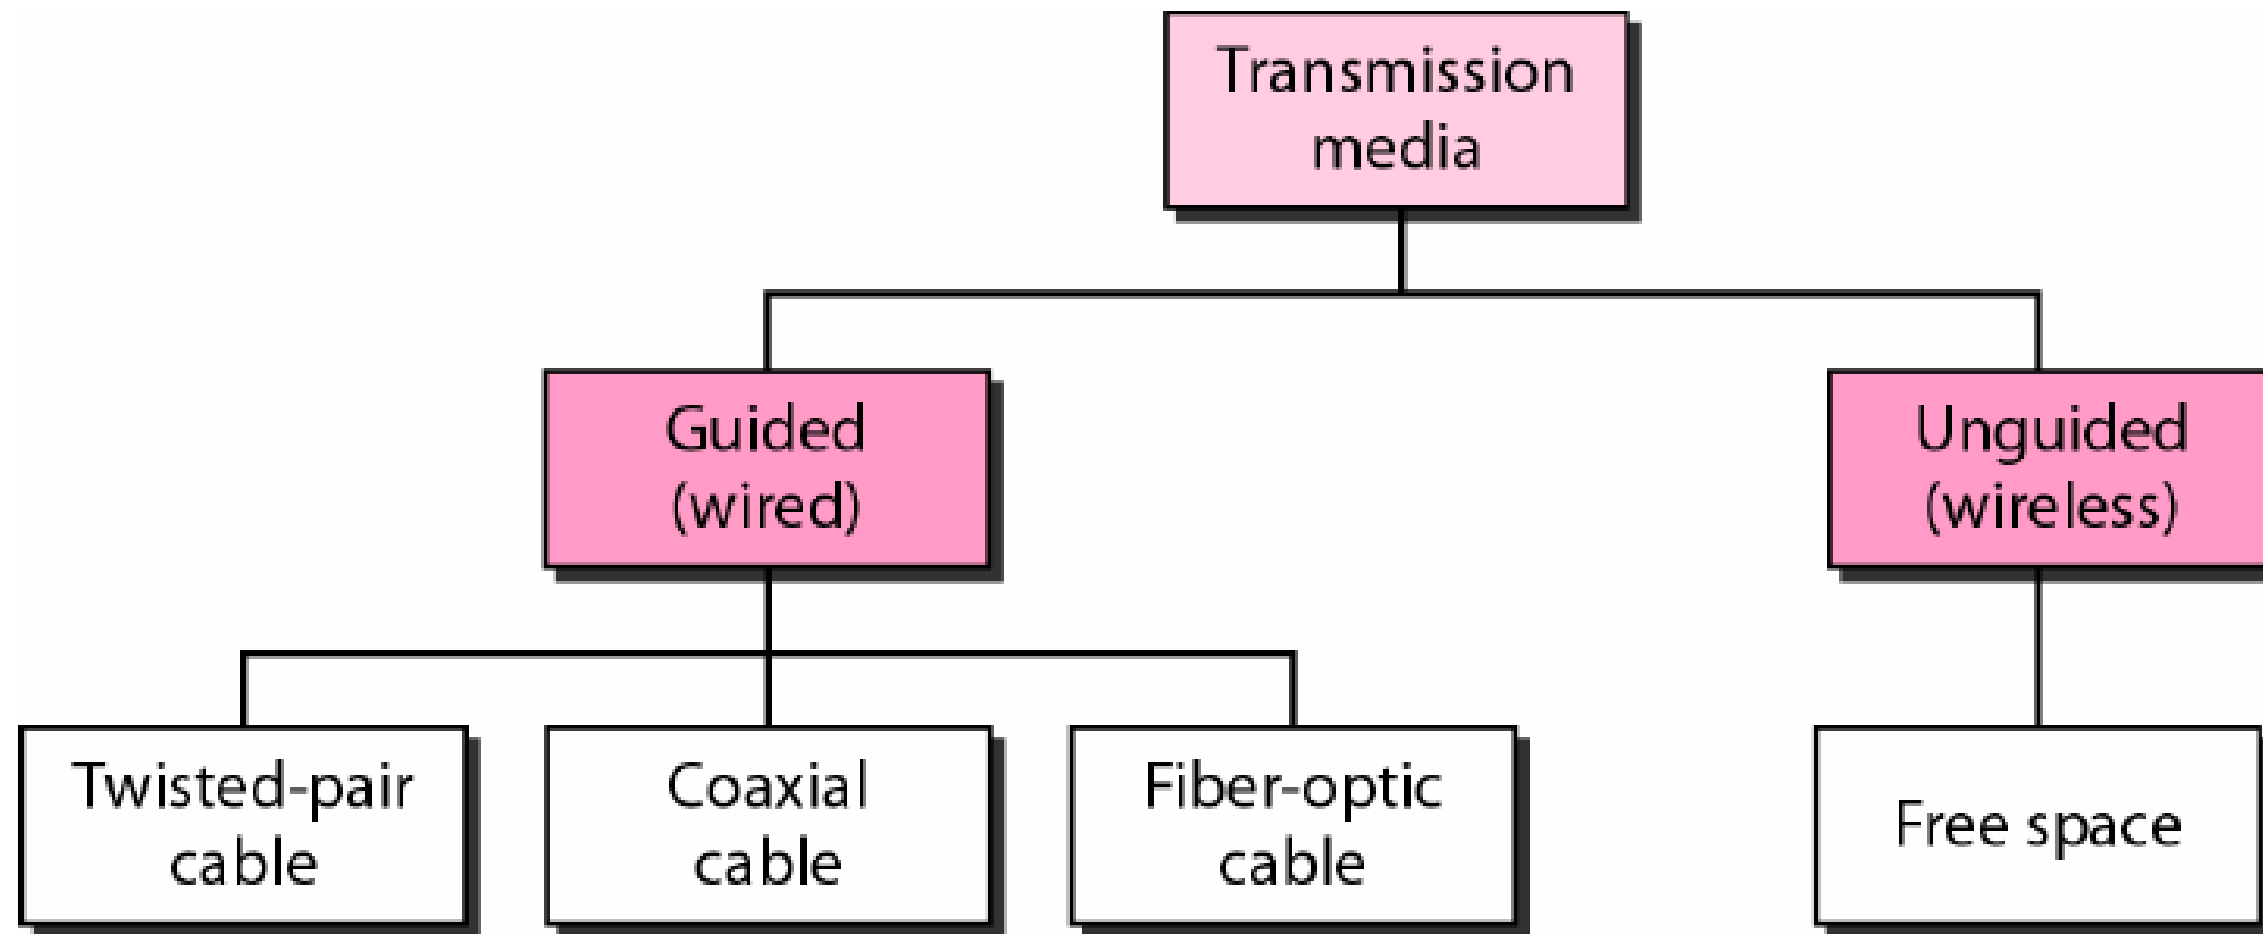 Transmission
media
Guided
(wired)
Unguided
(wireless)
Twisted-pair
cable
Coaxial
cable
Fiber-optic
cable
Free space